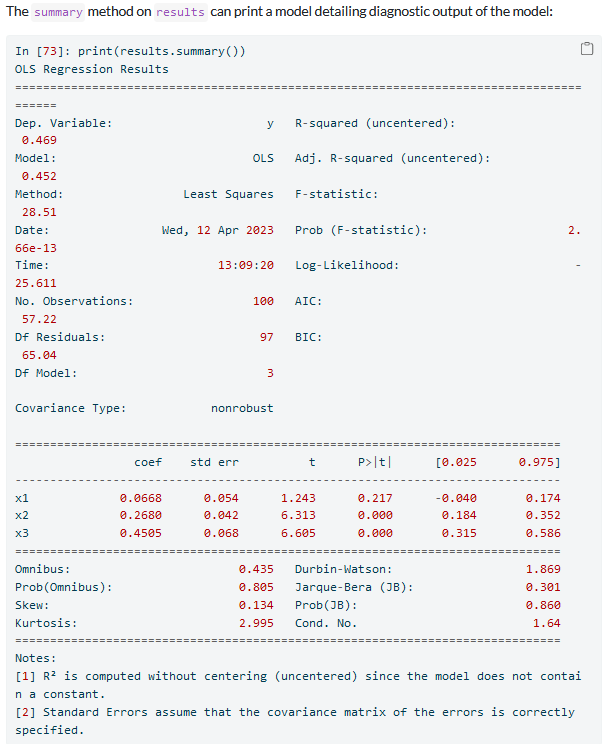 The summary method on results can print a model detailing diagnostic output of the model:
In [73]: print(results.summary())
OLS Regression Results
===============================================================================
======
Dep. Variable:                      y   R-squared (uncentered):
 0.469
Model:                            OLS   Adj. R-squared (uncentered):
 0.452
Method:                 Least Squares   F-statistic:
 28.51
Date:                Wed, 12 Apr 2023   Prob (F-statistic):                    2.
66e-13
Time:                        13:09:20   Log-Likelihood:                         -
25.611
No. Observations:                 100   AIC:
 57.22
Df Residuals:                      97   BIC:
 65.04
Df Model:                           3

Covariance Type:            nonrobust

==============================================================================
                 coef    std err          t      P>|t|      [0.025      0.975]
------------------------------------------------------------------------------
x1             0.0668      0.054      1.243      0.217      -0.040       0.174
x2             0.2680      0.042      6.313      0.000       0.184       0.352
x3             0.4505      0.068      6.605      0.000       0.315       0.586
==============================================================================
Omnibus:                        0.435   Durbin-Watson:                   1.869
Prob(Omnibus):                  0.805   Jarque-Bera (JB):                0.301
Skew:                           0.134   Prob(JB):                        0.860
Kurtosis:                       2.995   Cond. No.                         1.64
==============================================================================
Notes:
[1] R² is computed without centering (uncentered) since the model does not contai
n a constant.
[2] Standard Errors assume that the covariance matrix of the errors is correctly
specified.